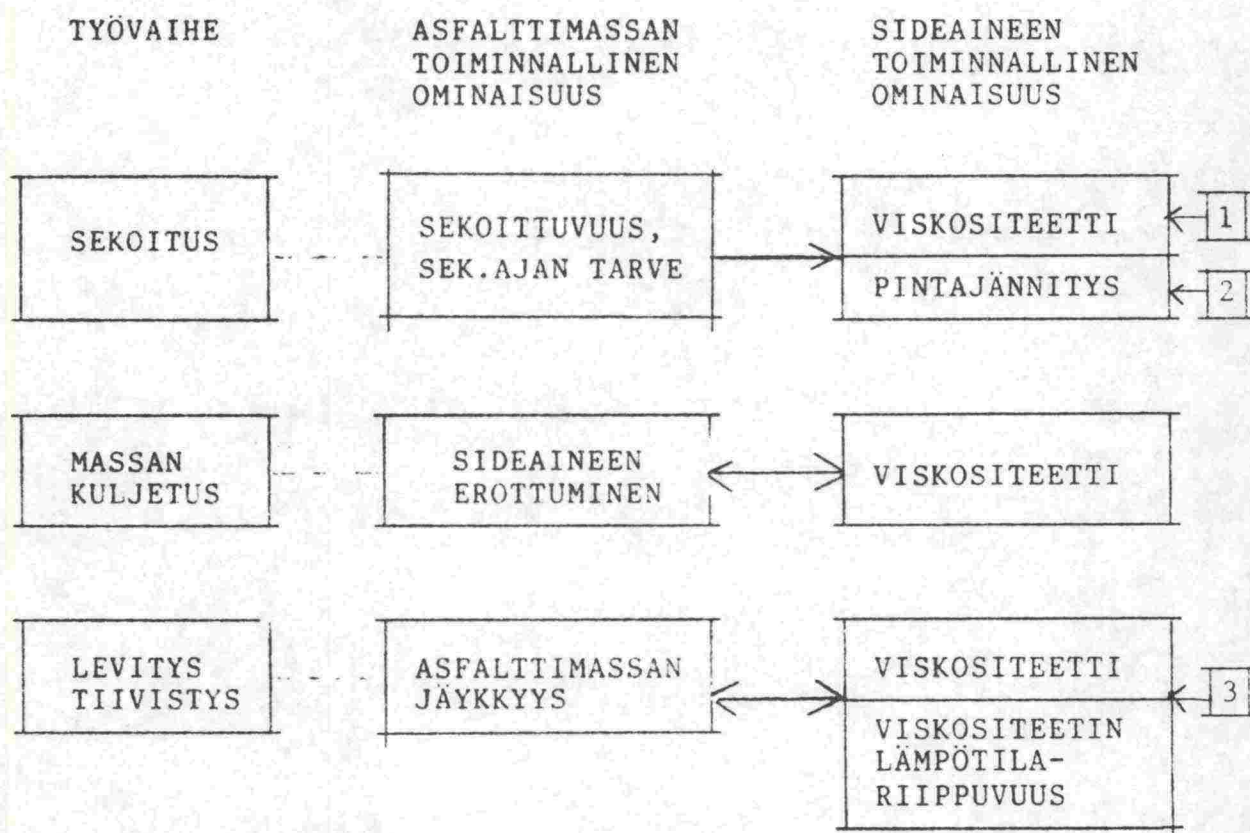 TYÖVAIHE
ASFALTTIMASSAN
TOIMINNALLINEN
OMINAISUUS
SIDEAINEEN
TOIMINNALLINEN
OMINAISUUS
SEKOITUS
SEKOITTUVUUS,
SEK.AJAN TARVE
VISKOSITEETTI
1
PINTAJÄNNITYS
2
MASSAN
KULJETUS
SIDEAINEEN
EROTTUMINEN
VISKOSITEETTI
LEVITYS
TIIVISTYS
ASFALTTIMASSAN
JÄYKKYYS
VISKOSITEETTI
3
VISKOSITEETIN
LÄMPÖTILA-
RIIPPUVUUS